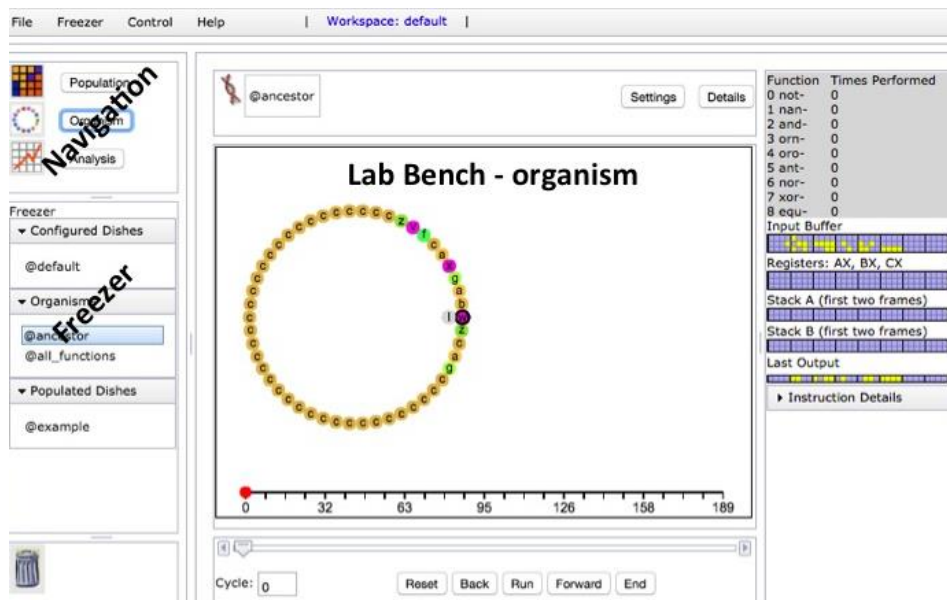 File Freezer Control Help | Workspace: default |
Population
Organism
Analysis
Navigation
Freezer
Configured Dishes
@default
Organisms
@ancestor
@all_functions
Populated Dishes
@example
Freezer
@ancestor
Settings Details
Lab Bench - organism
0 32 63 95 126 158 189
Cycle: 0 Reset Back Run Forward End
Function Times Performed
0 not- 0
1 nan- 0
2 and- 0
3 orn- 0
4 oro- 0
5 ant- 0
6 nor- 0
7 xor- 0
8 equ- 0
Input Buffer
Registers: AX, BX, CX
Stack A (first two frames)
Stack B (first two frames)
Last Output
Instruction Details